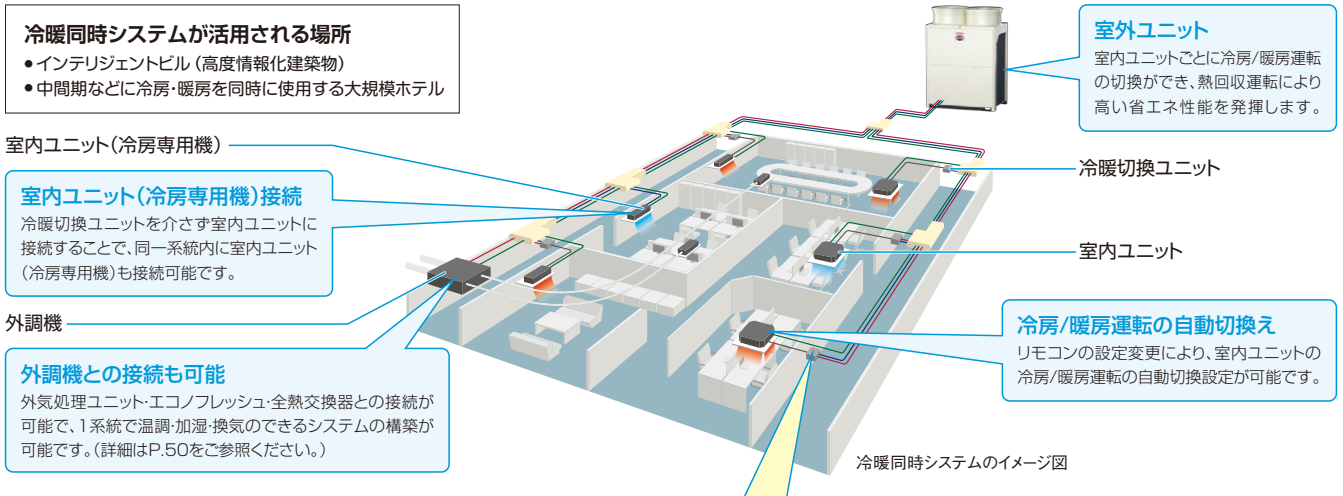 冷暖同時システムが活用される場所
●インテリジェントビル（高度情報化建築物）
●中間期などに冷房・暖房を同時に使用する大規模ホテル
室外ユニット
室内ユニットごとに冷房/暖房運転
の切換ができ、熱回収運転により
高い省エネ性能を発揮します。
室内ユニット（冷房専用機）
冷暖切換ユニット
室内ユニット（冷房専用機）接続
冷暖切換ユニットを介さず室内ユニットに
接続することで、同一系統内に室内ユニット
（冷房専用機）も接続可能です。
室内ユニット
外調機
冷房/暖房運転の自動切換え
リモコンの設定変更により、室内ユニットの
冷房/暖房運転の自動切換設定が可能です。
外調機との接続も可能
外気処理ユニット・エコノフレッシュ・全熱交換器との接続が
可能で、1系統で温調・加湿・換気のできるシステムの構築が
可能です。（詳細はP.50をご参照ください。）
冷暖同時システムのイメージ図